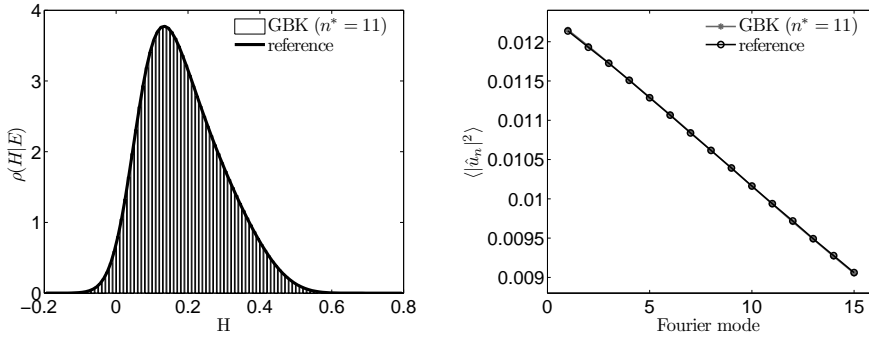 4
3
2
1
0
−0.2
0
0.2
0.4
0.6
0.8
H
ρ(H|E)
GBK (n* = 11)
reference
0.012
0.0115
0.011
0.0105
0.01
0.0095
0.009
0
5
10
15
Fourier mode
⟨|û_n|²⟩
GBK (n* = 11)
reference